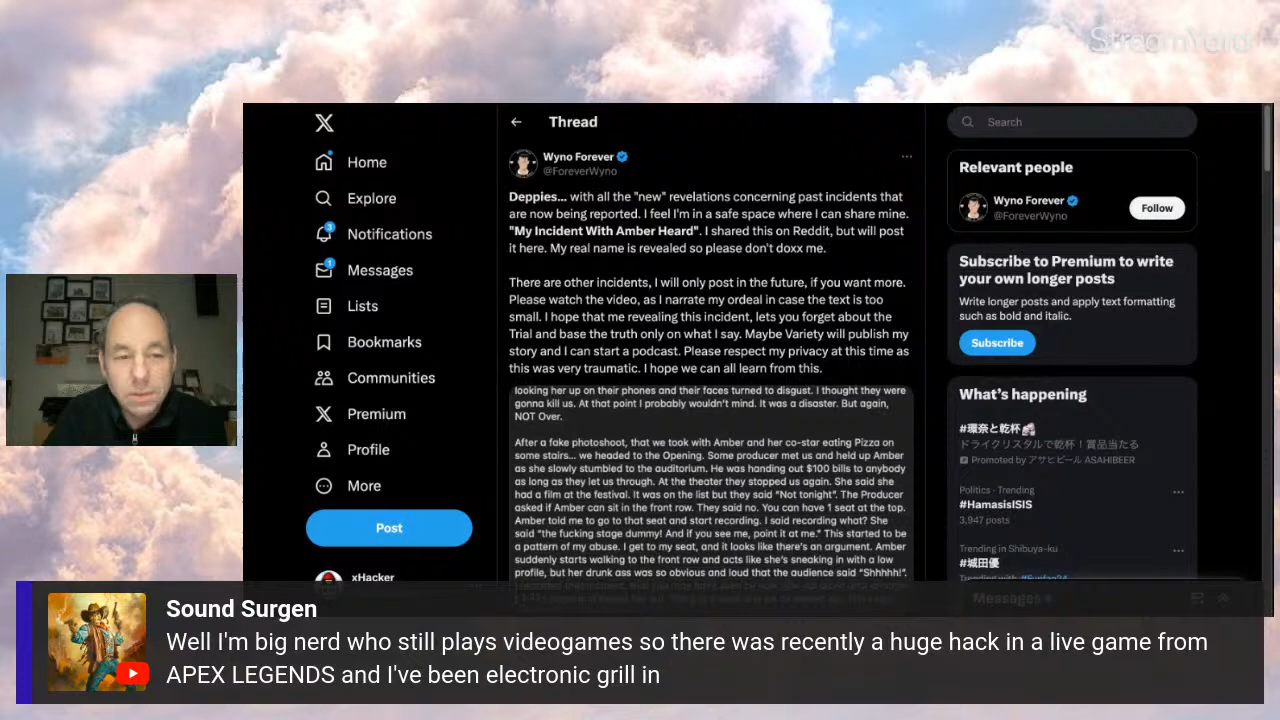 StreamYard
Thread
Search
Wyno Forever
@ForeverWyno
Deppies... with all the "new" revelations concerning past incidents that
are now being reported. I feel I'm in a safe space where I can share mine.
"My Incident With Amber Heard". I shared this on Reddit, but will post
it here. My real name is revealed so please don't doxx me.
There are other incidents, I will only post in the future, if you want more.
Please watch the video, as I narrate my ordeal in case the text is too
small. I hope that me revealing this incident, lets you forget about the
Trial and base the truth only on what I say. Maybe Variety will publish my
story and I can start a podcast. Please respect my privacy at this time as
this was very traumatic. I hope we can all learn from this.
looking her up on their phones and their faces turned to disgust. I thought they were
gonna kill us. At that point I probably wouldn't mind. It was a disaster. But again,
NOT Over.
After a fake photoshoot, that we took with Amber and her co-star eating Pizza on
some stairs... we headed to the Opening. Some producer met us and held up Amber
as she slowly stumbled to the auditorium. He was handing out $100 bills to anybody
as long as they let us through. At the theater they stopped us again. She said she
had a film at the festival. It was on the list but they said "Not tonight". The Producer
asked if Amber can sit in the front row. They said no. You can have 1 seat at the top.
Amber told me to go to that seat and start recording. I said recording what? She
said "the fucking stage dummy! And if you see me, point it at me." This started to be
a pattern of my abuse. I get to my seat, and it looks like there's an argument. Amber
suddenly starts walking to the front row and acts like she's sneaking in with a low
profile, but her drunk ass was so obvious and loud that the audience said "Shhhhh!".
Home
Explore
3
Notifications
1
Messages
Lists
Bookmarks
Communities
Premium
Profile
More
Post
xHacker
Relevant people
Wyno Forever
@ForeverWyno
Follow
Subscribe to Premium to write
your own longer posts
Write longer posts and apply text formatting
such as bold and italic.
Subscribe
What's happening
#環奈と乾杯
ドライクリスタルで乾杯！賞品当たる
Promoted by アサヒビール ASAHIBEER
Politics · Trending
#HamasisISIS
3,947 posts
Trending in Shibuya-ku
#城田優
Trending with
Messages
Sound Surgen
Well I'm big nerd who still plays videogames so there was recently a huge hack in a live game from
APEX LEGENDS and I've been electronic grill in